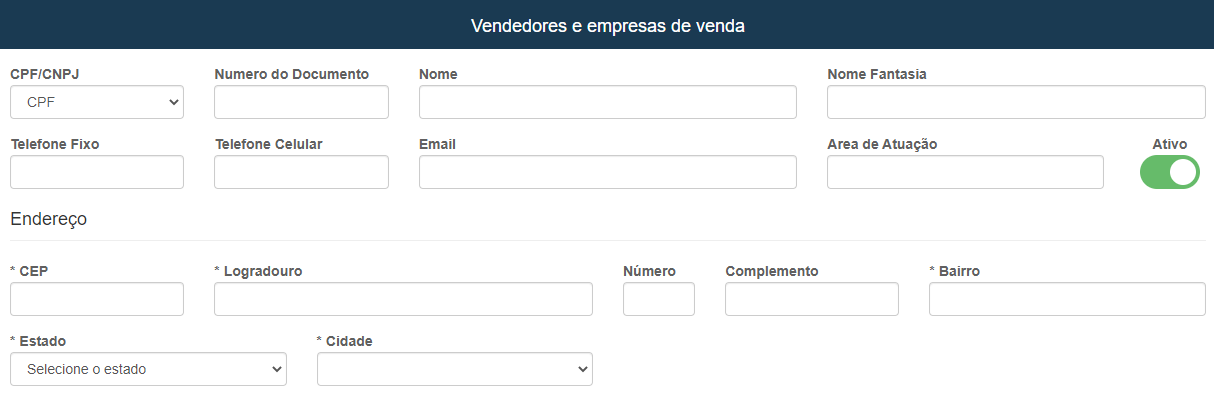 Vendedores e empresas de venda
CPF/CNPJ Numero do Documento Nome Nome Fantasia
CPF
Telefone Fixo Telefone Celular Email Area de Atuação Ativo
Endereço
* CEP * Logradouro Número Complemento * Bairro
* Estado * Cidade
Selecione o estado